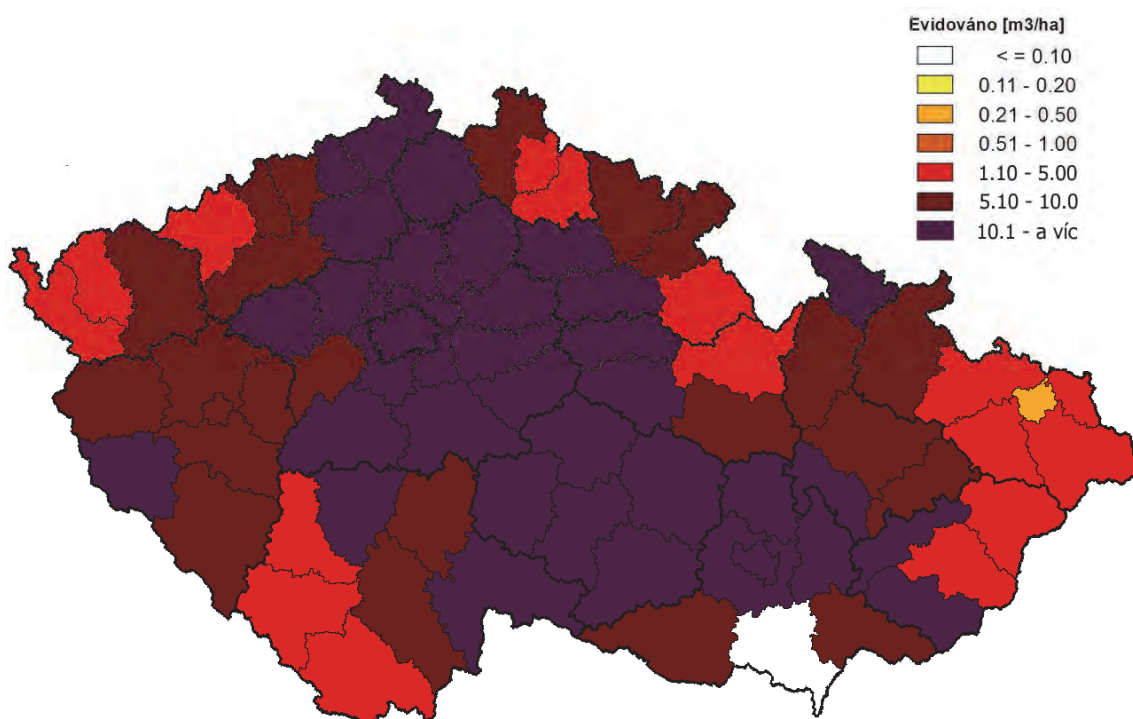 Evidováno [m3/ha]
< = 0.10
0.11 - 0.20
0.21 - 0.50
0.51 - 1.00
1.10 - 5.00
5.10 - 10.0
10.1 - a víc